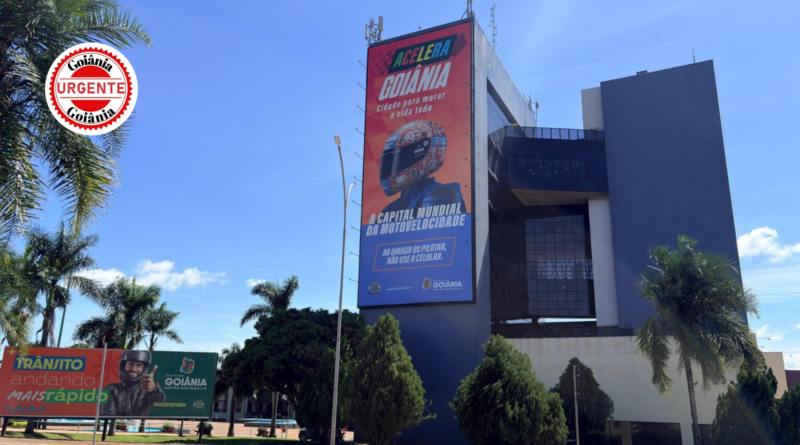 Goiânia
URGENTE
Goiânia
ACELERA
GOIÂNIA
Cidade para morar
a vida toda
A CAPITAL MUNDIAL
DA MOTOVELOCIDADE
AO DIRIGIR OU PILOTAR,
NÃO USE O CELULAR.
GOIÂNIA
TRÂNSITO
andando
MAIS rápido
GOIÂNIA